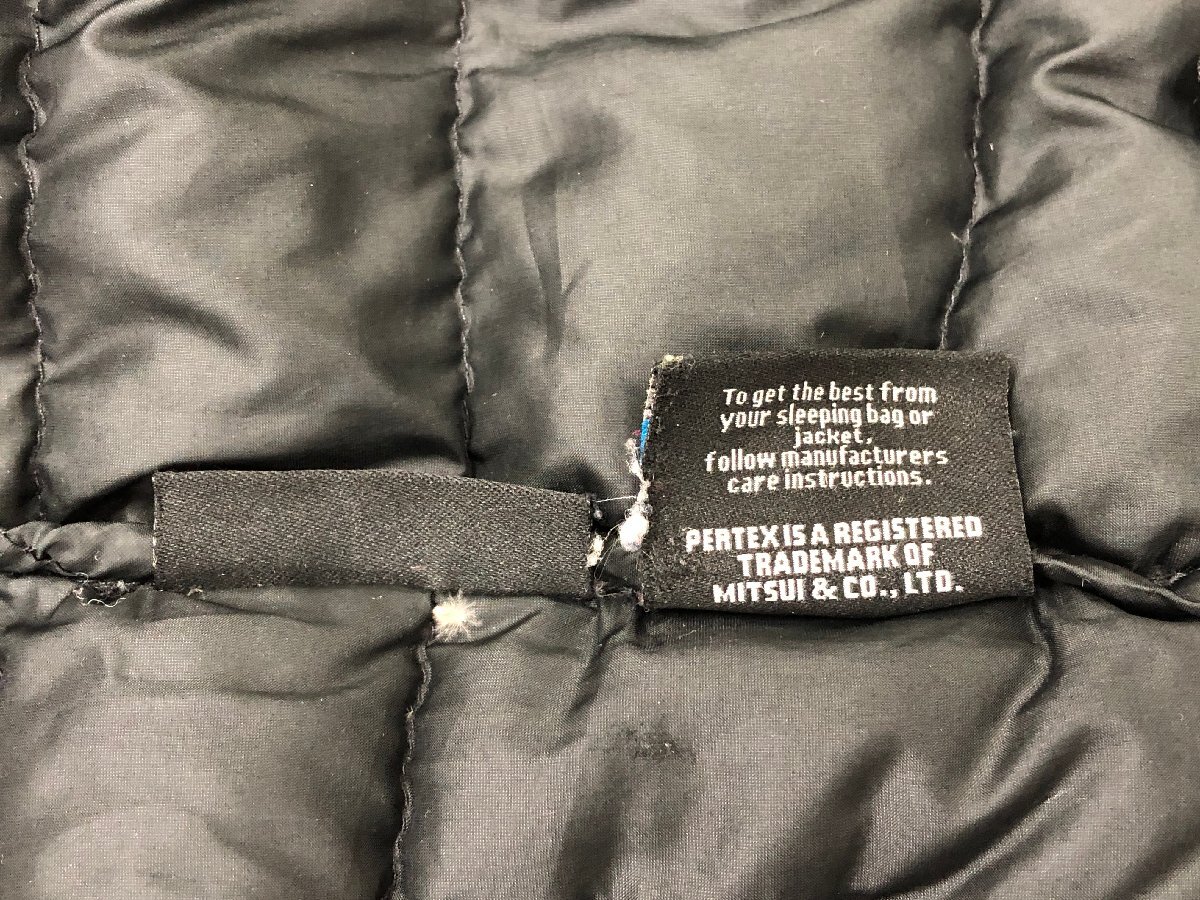 To get the best from
your sleeping bag or
jacket,
follow manufacturers
care instructions.
PERTEX IS A REGISTERED
TRADEMARK OF
MITSUI & CO., LTD.